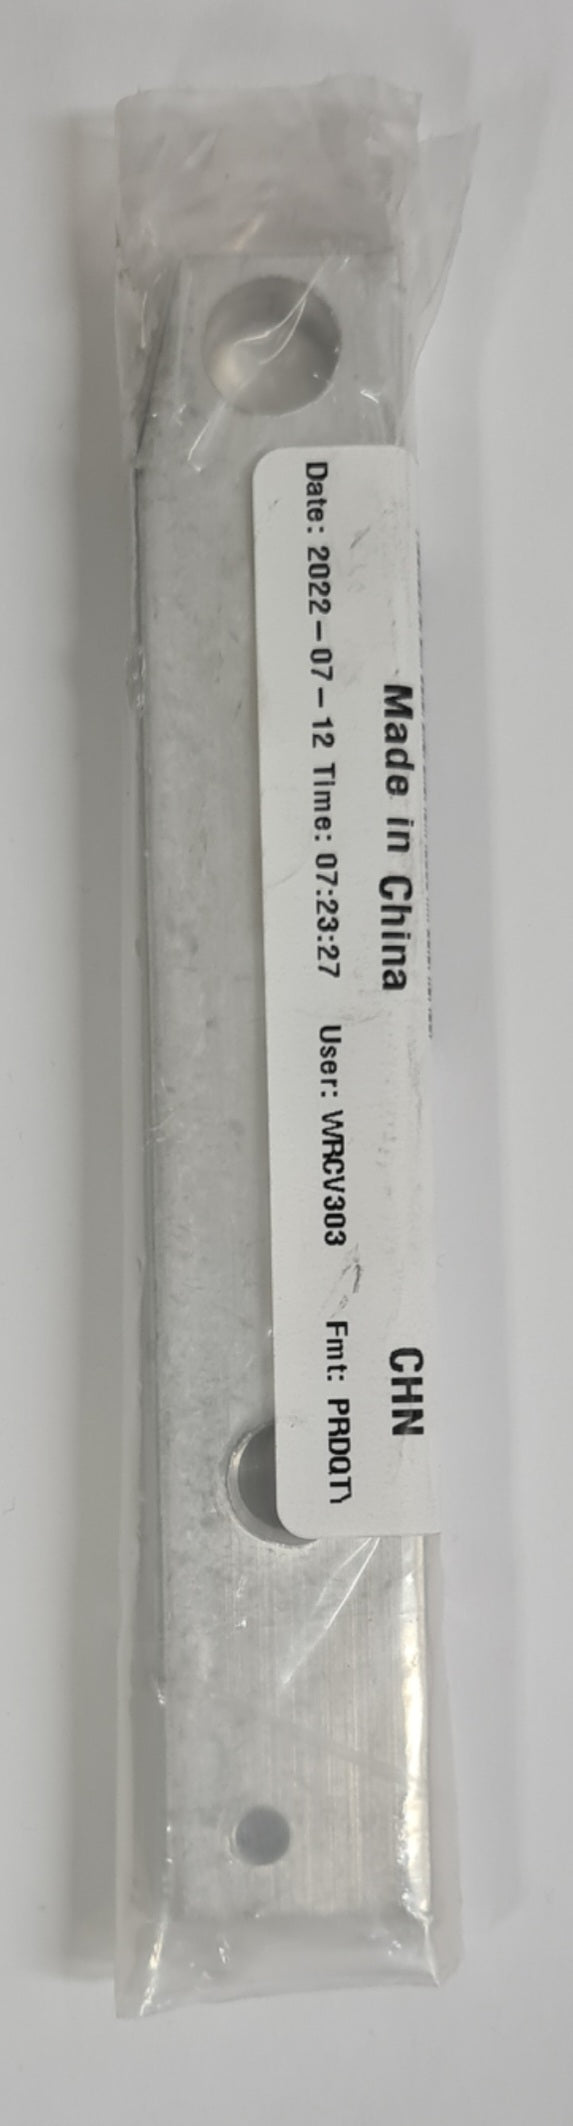 Made in China CHN
Date: 2022-07-12 Time: 07:23:27 User: WRCV303 Fmt: PRDQTY